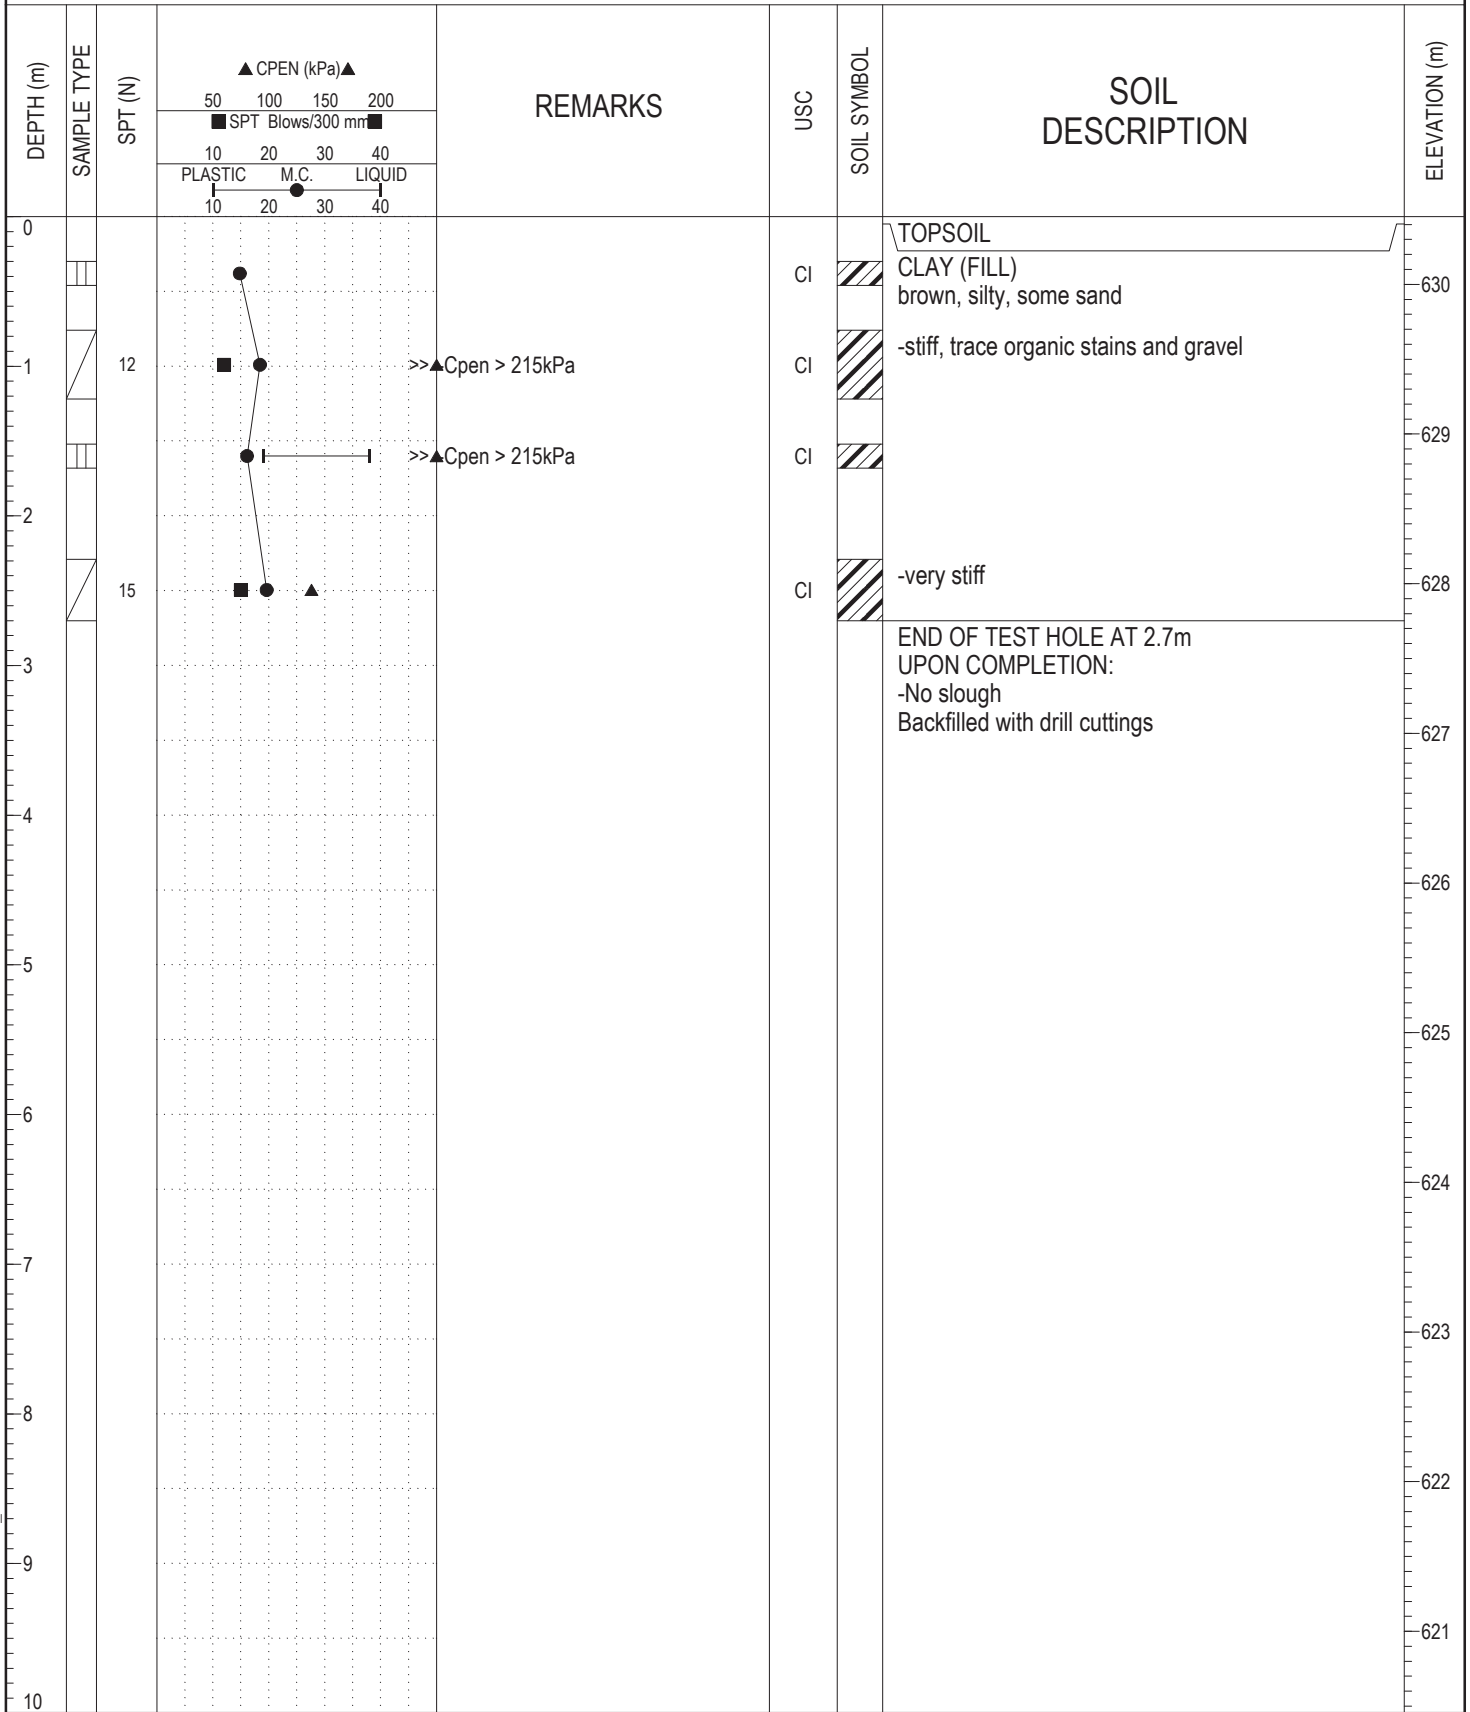 DEPTH (m)
SAMPLE TYPE
SPT (N)
▲ CPEN (kPa) ▲
50 100 150 200
■ SPT Blows/300 mm ■
10 20 30 40
PLASTIC M.C. LIQUID
10 20 30 40
REMARKS
USC
SOIL SYMBOL
SOIL
DESCRIPTION
ELEVATION (m)
0
TOPSOIL
CI
CLAY (FILL)
630
brown, silty, some sand
-stiff, trace organic stains and gravel
1
12
>>▲Cpen > 215kPa
CI
629
>>▲Cpen > 215kPa
CI
2
-very stiff
628
15
CI
END OF TEST HOLE AT 2.7m
3
UPON COMPLETION:
-No slough
Backfilled with drill cuttings
627
4
626
5
625
6
624
7
623
8
622
9
621
10